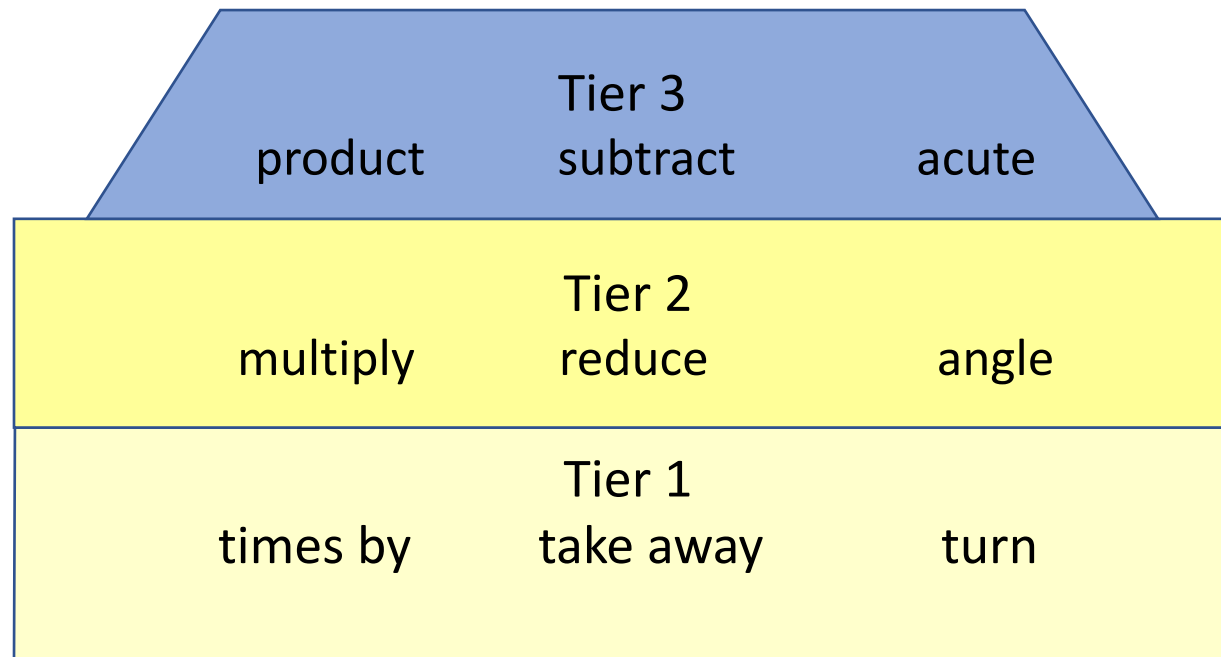 Tier 3
product subtract acute
Tier 2
multiply reduce angle
Tier 1
times by take away turn